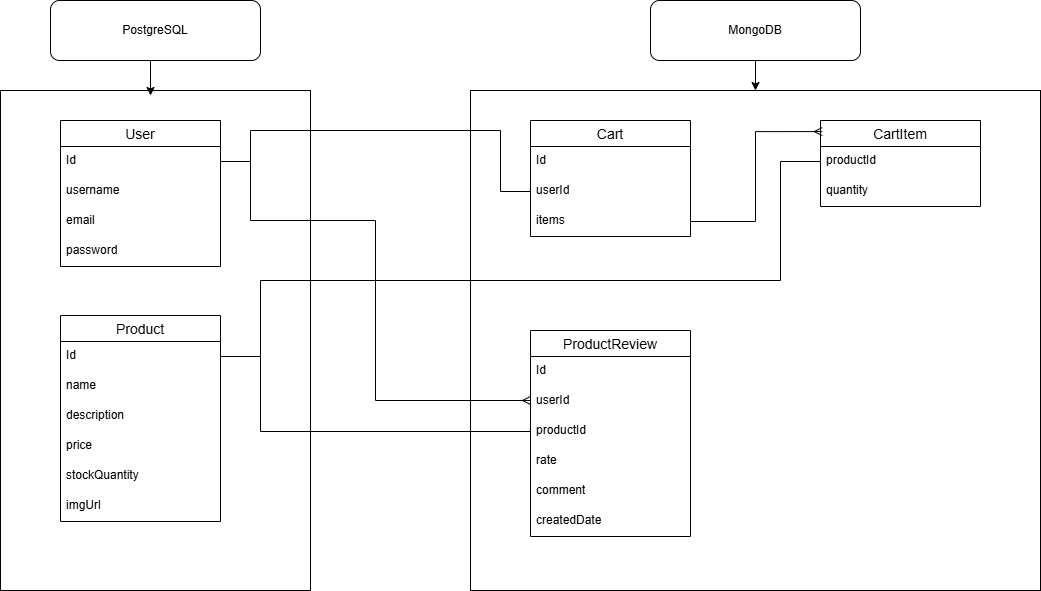 PostgreSQL
MongoDB
User
Id
username
email
password
Cart
Id
userId
items
CartItem
productId
quantity
Product
Id
name
description
price
stockQuantity
imgUrl
ProductReview
Id
userId
productId
rate
comment
createdDate